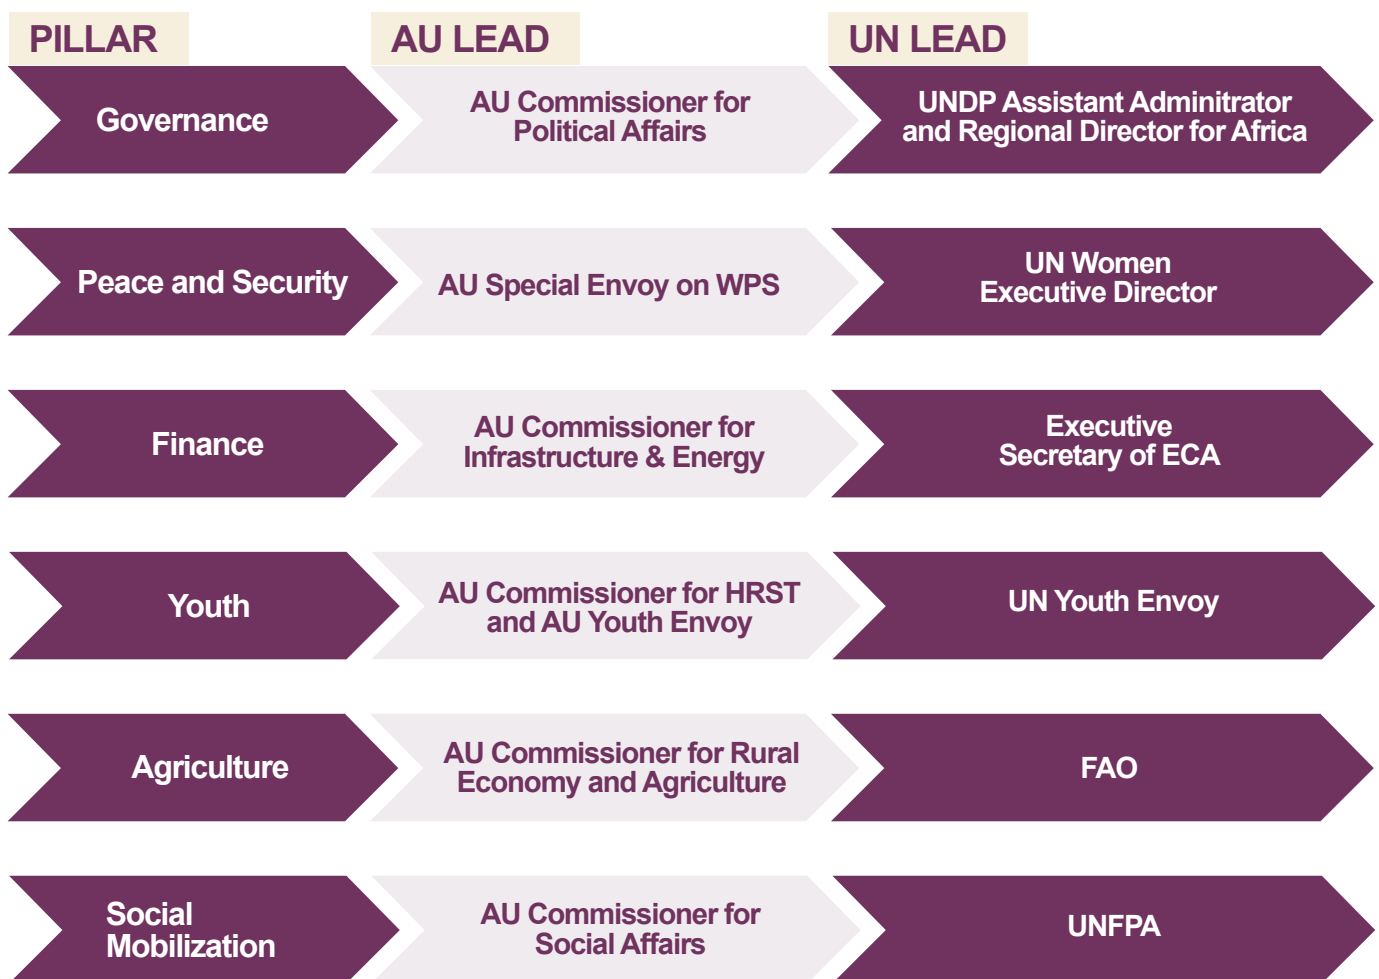 PILLAR
AU LEAD
UN LEAD
Governance
AU Commissioner for
Political Affairs
UNDP Assistant Adminitrator
and Regional Director for Africa
Peace and Security
AU Special Envoy on WPS
UN Women
Executive Director
Finance
AU Commissioner for
Infrastructure & Energy
Executive
Secretary of ECA
Youth
AU Commissioner for HRST
and AU Youth Envoy
UN Youth Envoy
Agriculture
AU Commissioner for Rural
Economy and Agriculture
FAO
Social
Mobilization
AU Commissioner for
Social Affairs
UNFPA